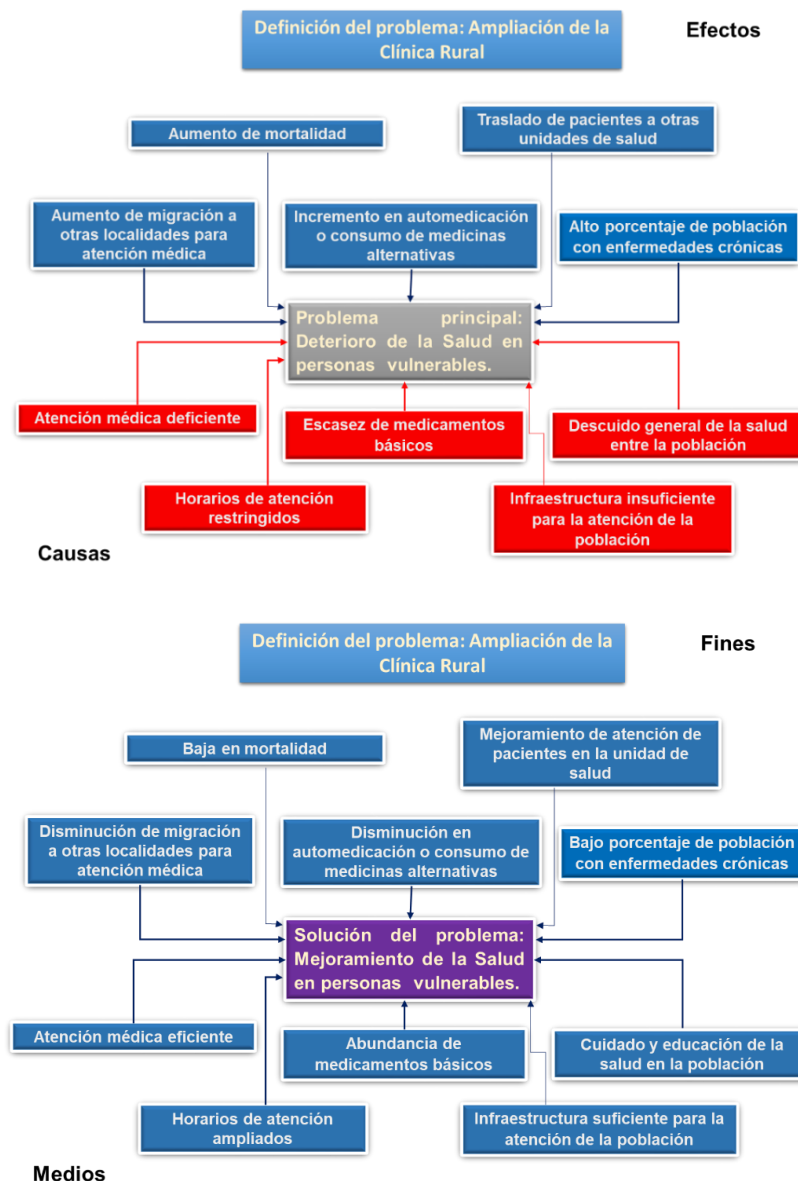 Definición del problema: Ampliación de la
Clínica Rural
Efectos
Aumento de mortalidad
Traslado de pacientes a otras
unidades de salud
Aumento de migración a
otras localidades para
atención médica
Incremento en automedicación
o consumo de medicinas
alternativas
Alto porcentaje de población
con enfermedades crónicas
Problema principal:
Deterioro de la Salud en
personas vulnerables.
Atención médica deficiente
Escasez de medicamentos
básicos
Descuido general de la salud
entre la población
Horarios de atención
restringidos
Infraestructura insuficiente
para la atención de la
población
Causas
Definición del problema: Ampliación de la
Clínica Rural
Fines
Baja en mortalidad
Mejoramiento de atención de
pacientes en la unidad de
salud
Disminución de migración
a otras localidades para
atención médica
Disminución en
automedicación o consumo de
medicinas alternativas
Bajo porcentaje de población
con enfermedades crónicas
Solución del problema:
Mejoramiento de la Salud
en personas vulnerables.
Atención médica eficiente
Abundancia de
medicamentos básicos
Cuidado y educación de la
salud en la población
Horarios de atención
ampliados
Infraestructura suficiente para la
atención de la población
Medios